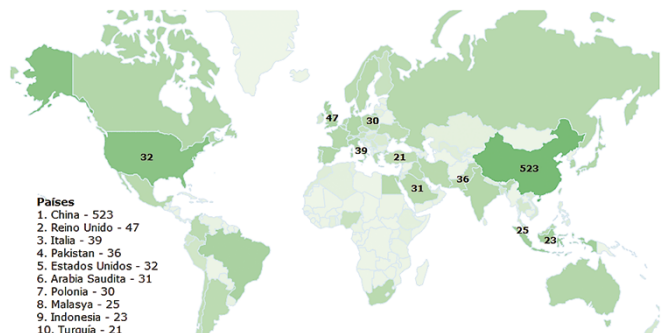 47
30
39
21
32
523
36
31
25
23
Países
1. China - 523
2. Reino Unido - 47
3. Italia - 39
4. Pakistan - 36
5. Estados Unidos - 32
6. Arabia Saudita - 31
7. Polonia - 30
8. Malasya - 25
9. Indonesia - 23
10. Turquía - 21